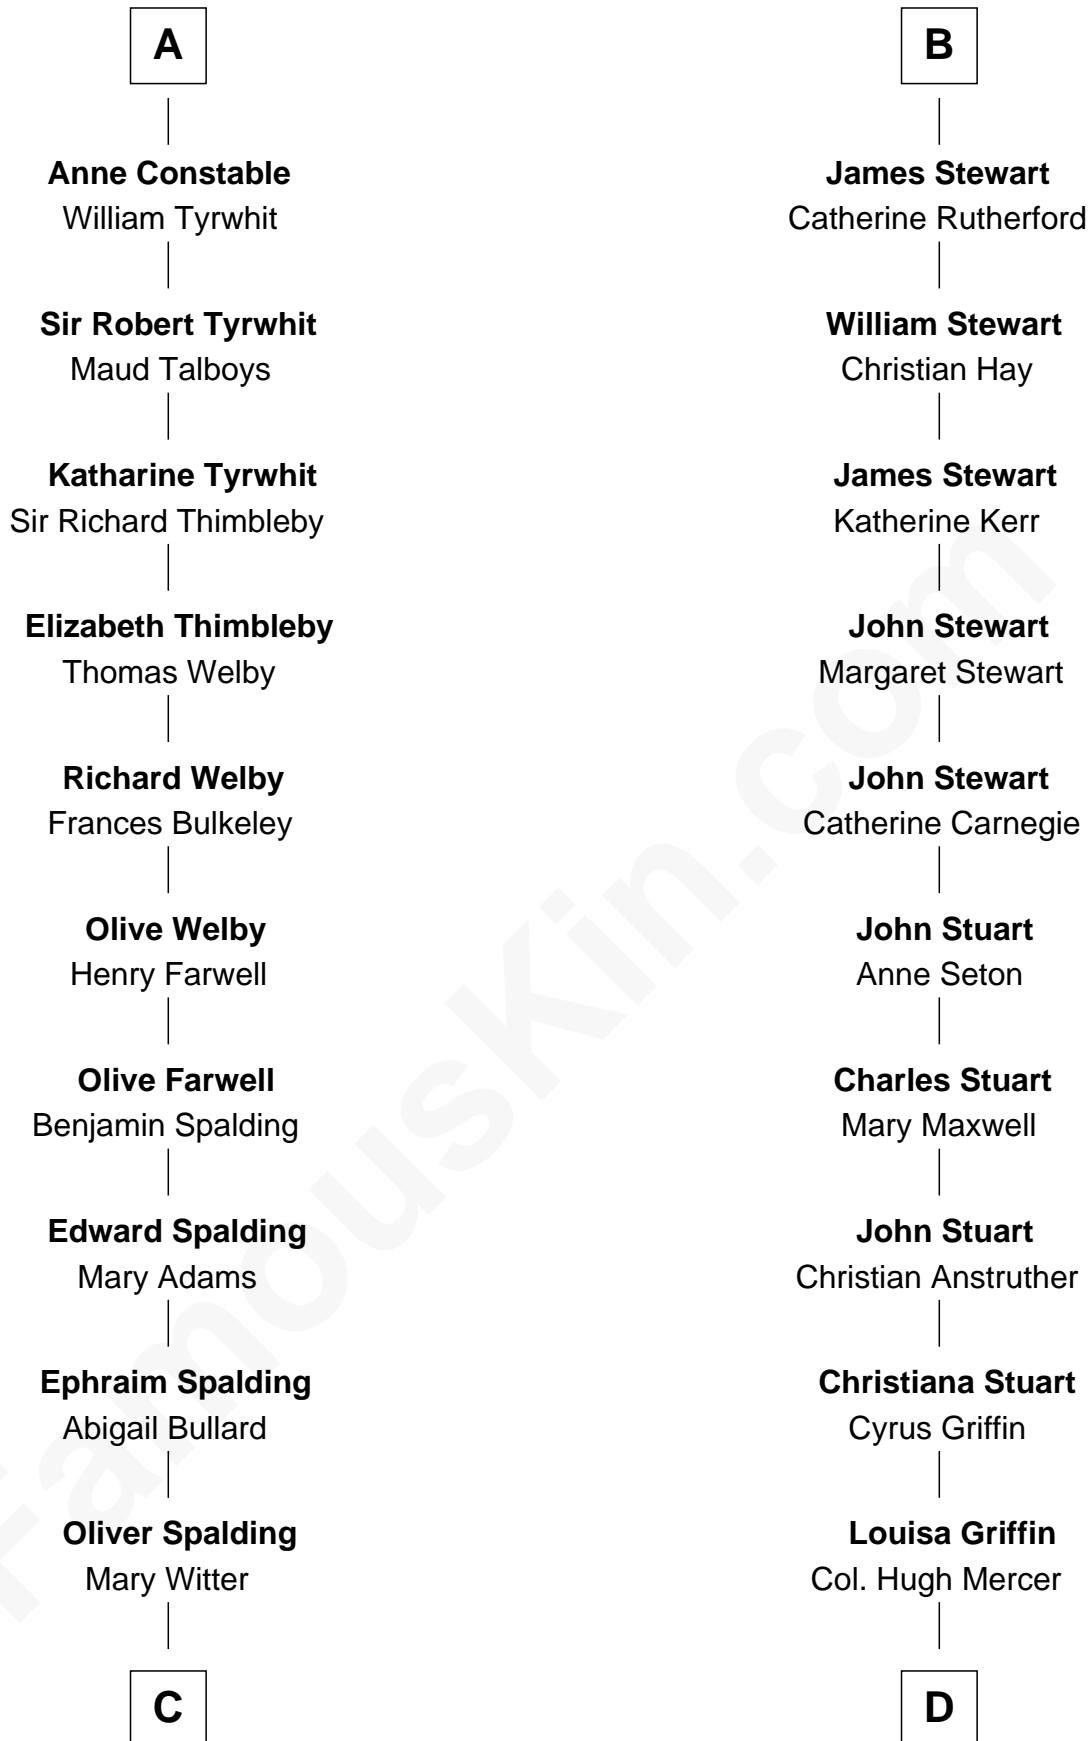 A
Anne Constable
William Tyrwhit
Sir Robert Tyrwhit
Maud Talboys
Katharine Tyrwhit
Sir Richard Thimbleby
Elizabeth Thimbleby
Thomas Welby
Richard Welby
Frances Bulkeley
Olive Welby
Henry Farwell
Olive Farwell
Benjamin Spalding
Edward Spalding
Mary Adams
Ephraim Spalding
Abigail Bullard
Oliver Spalding
Mary Witter
C
B
James Stewart
Catherine Rutherford
William Stewart
Christian Hay
James Stewart
Katherine Kerr
John Stewart
Margaret Stewart
John Stewart
Catherine Carnegie
John Stuart
Anne Seton
Charles Stuart
Mary Maxwell
John Stuart
Christian Anstruther
Christiana Stuart
Cyrus Griffin
Louisa Griffin
Col. Hugh Mercer
D
FamousKin.com